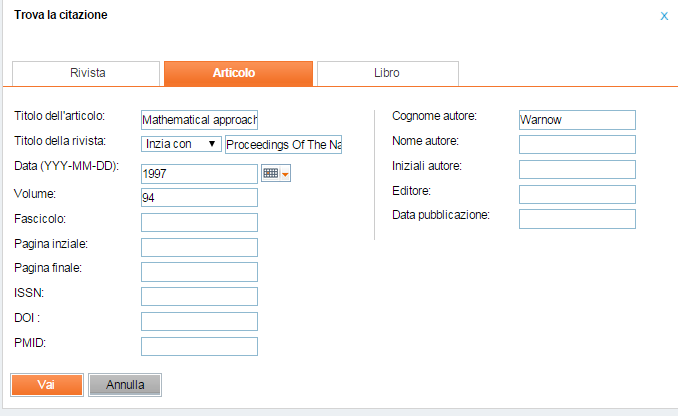 Trova la citazione
x
Rivista
Articolo
Libro
Titolo dell'articolo: Mathematical approach
Titolo della rivista: Inzia con Proceedings Of The Na
Data (YYY-MM-DD): 1997
Volume: 94
Fascicolo:
Pagina inziale:
Pagina finale:
ISSN:
DOI :
PMID:
Cognome autore: Warnow
Nome autore:
Iniziali autore:
Editore:
Data pubblicazione:
Vai
Annulla